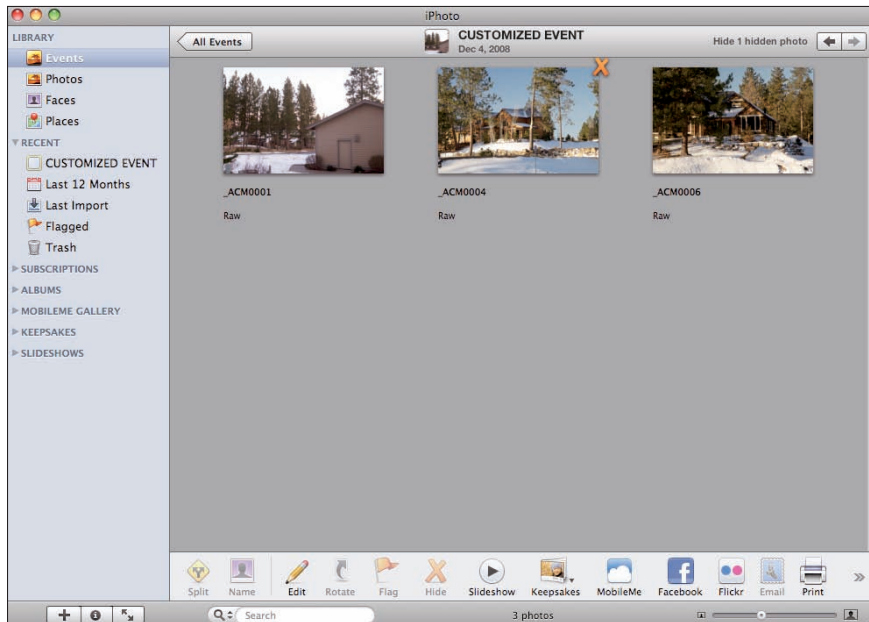 iPhoto
LIBRARY
Events
Photos
Faces
Places
RECENT
CUSTOMIZED EVENT
Last 12 Months
Last Import
Flagged
Trash
SUBSCRIPTIONS
ALBUMS
MOBILEME GALLERY
KEEPSAKES
SLIDESHOWS
All Events
CUSTOMIZED EVENT
Dec 4, 2008
Hide 1 hidden photo
_ACM0001
Raw
_ACM0004
Raw
_ACM0006
Raw
Split Name Edit Rotate Flag Hide Slideshow Keepsakes MobileMe Facebook Flickr Email Print
Search
3 photos